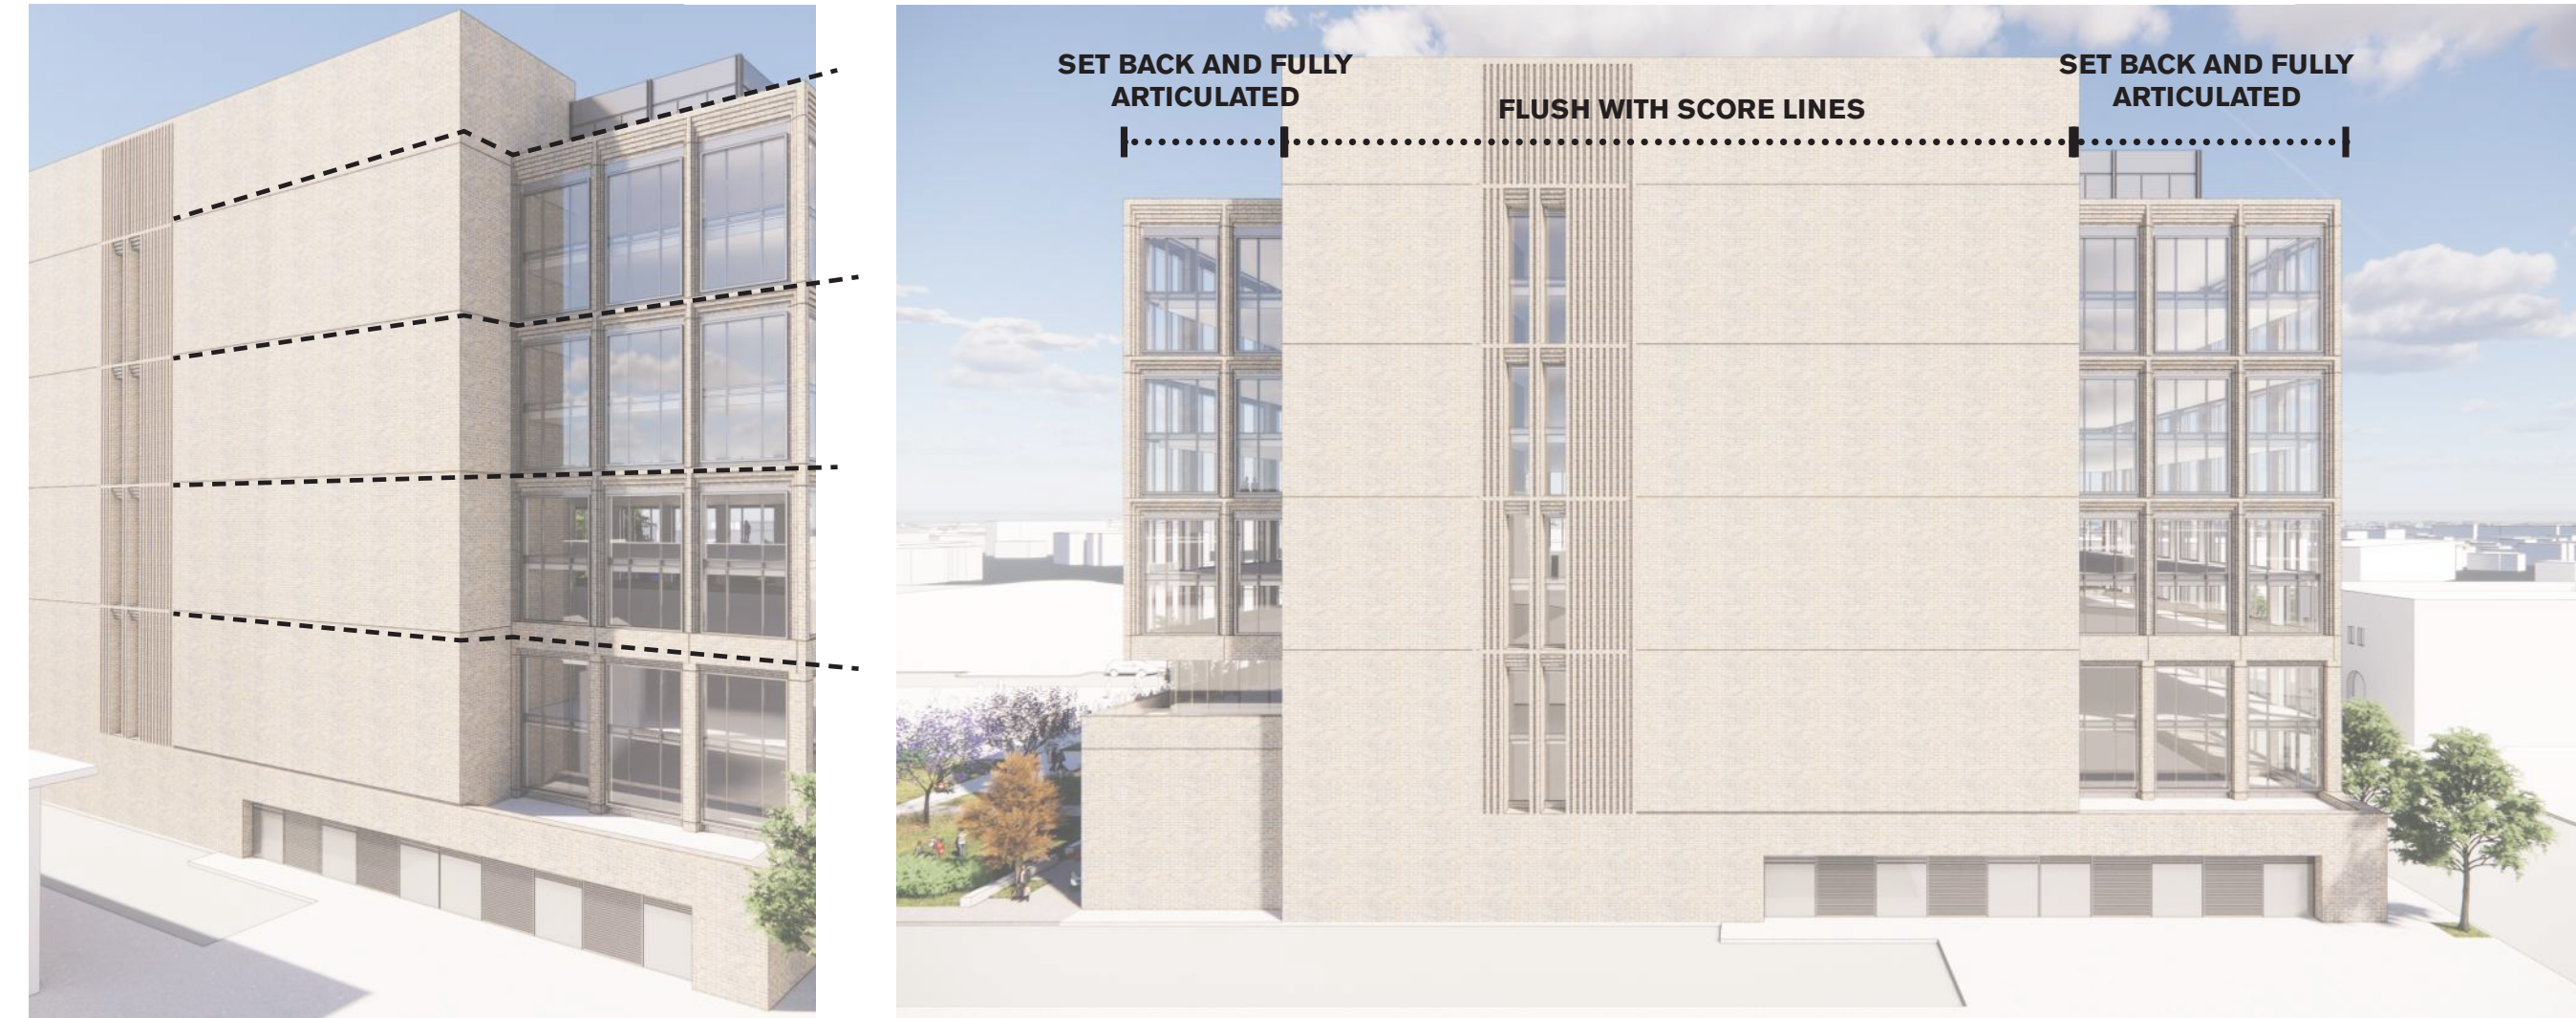 SET BACK AND FULLY
ARTICULATED
FLUSH WITH SCORE LINES
SET BACK AND FULLY
ARTICULATED